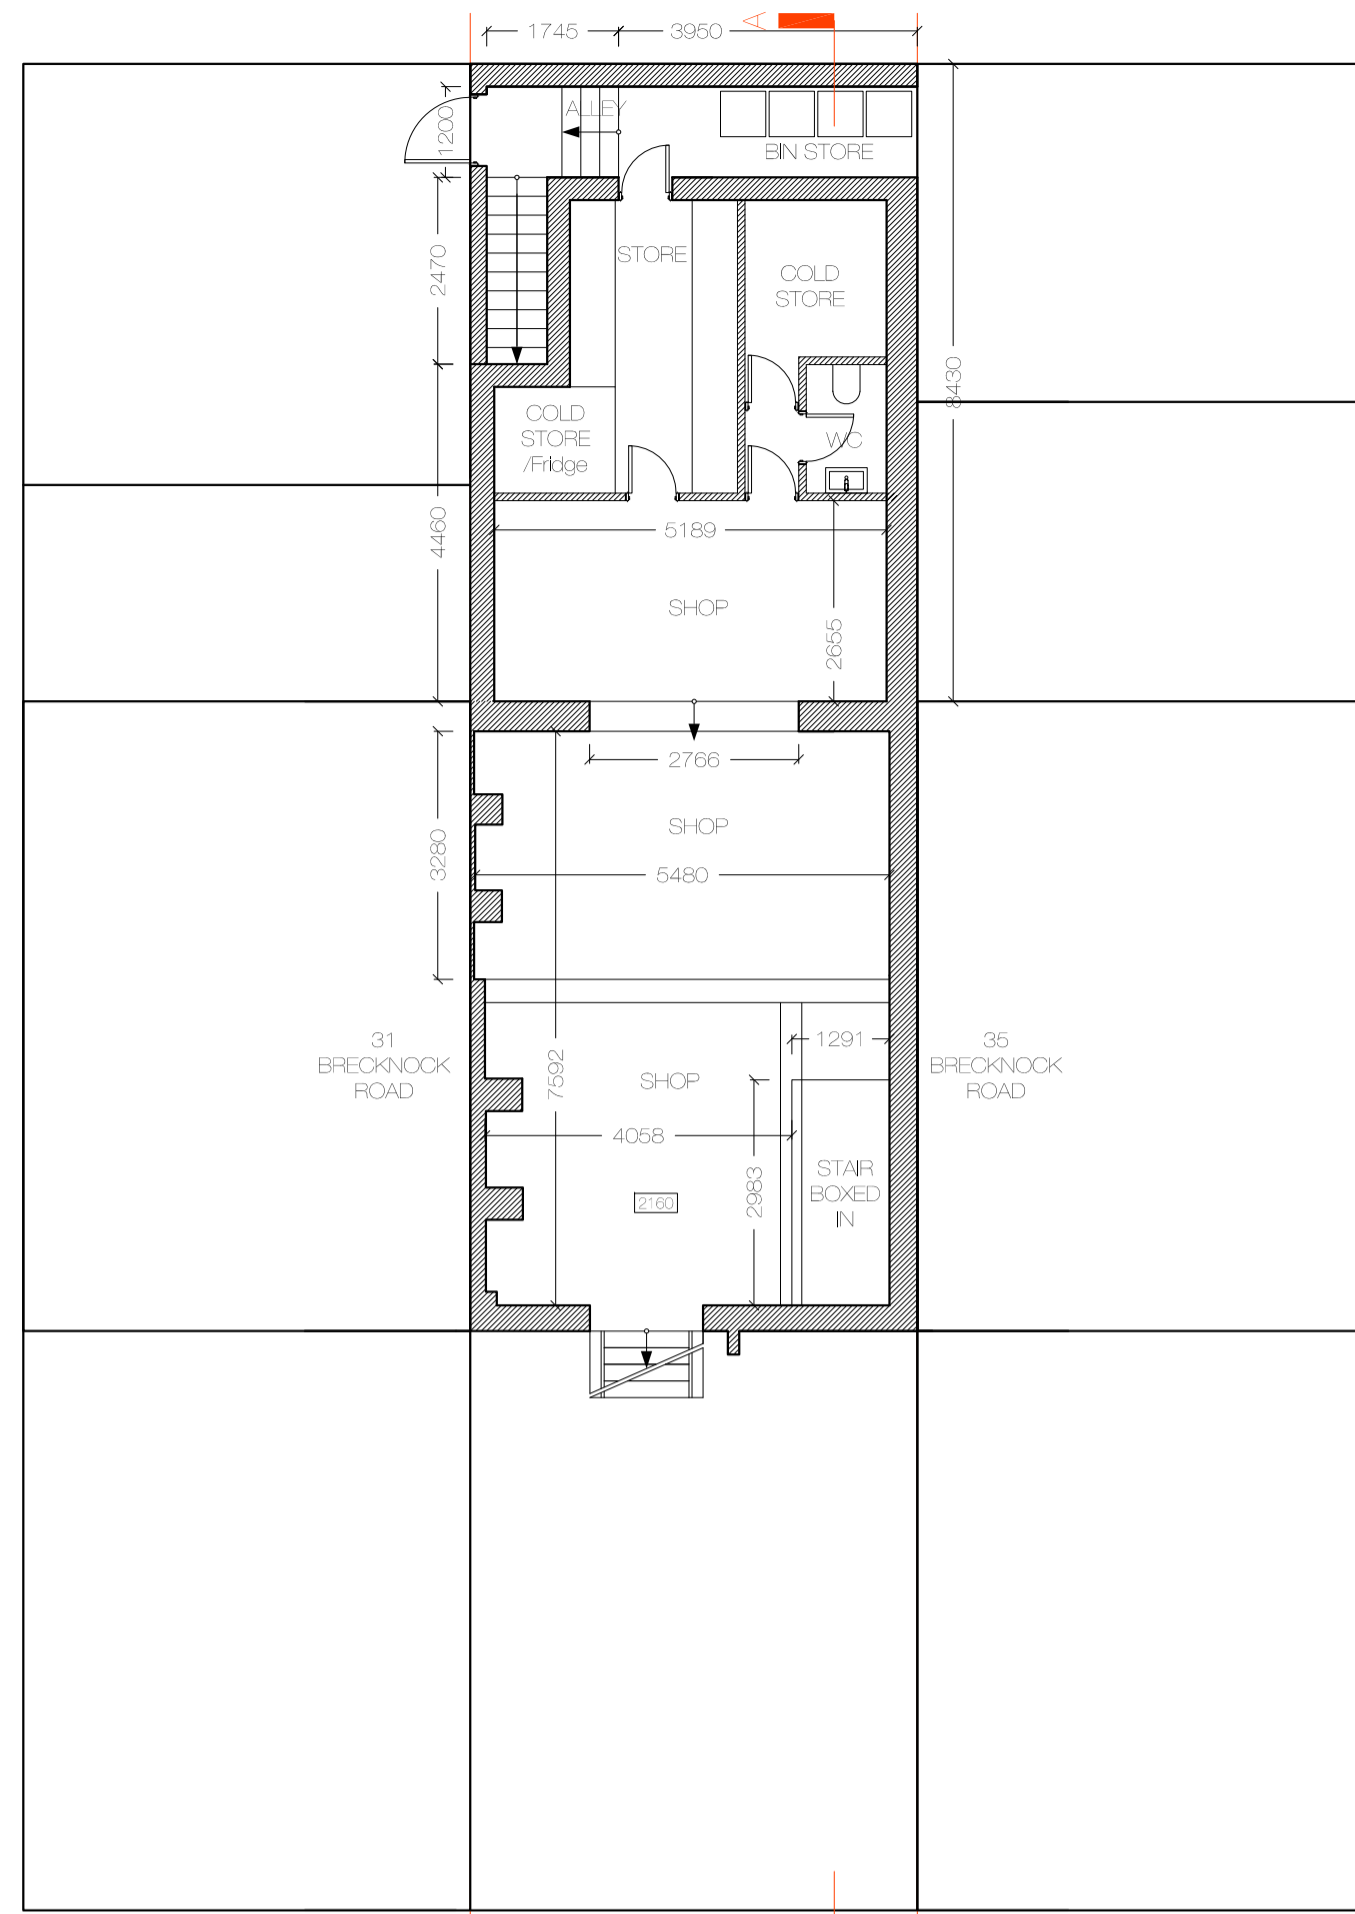 1745
3950
A
ALLEY
1200
BIN STORE
STORE
2470
COLD
STORE
8430
COLD
STORE
/Fridge
WC
4460
5189
SHOP
2655
2766
SHOP
3280
5480
31
BRECKNOCK
ROAD
1291
35
BRECKNOCK
ROAD
7592
SHOP
4058
2983
STAIR
BOXED
IN
2160